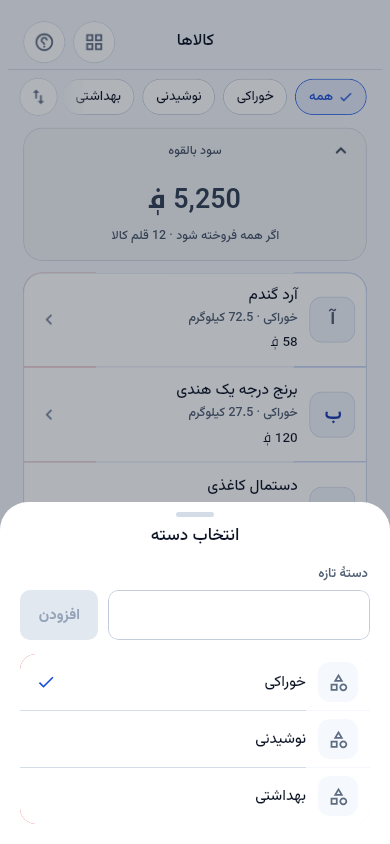 کالاها
همه
خوراکی
نوشیدنی
بهداشتی
سود بالقوه
5,250 ؋
اگر همه فروخته شود · 12 قلم کالا
آ
آرد گندم
خوراکی · 72.5 کیلوگرم
58 ؋
ب
برنج درجه یک هندی
خوراکی · 27.5 کیلوگرم
120 ؋
دستمال کاغذی
انتخاب دسته
دستهٔ تازه
افزودن
خوراکی
نوشیدنی
بهداشتی